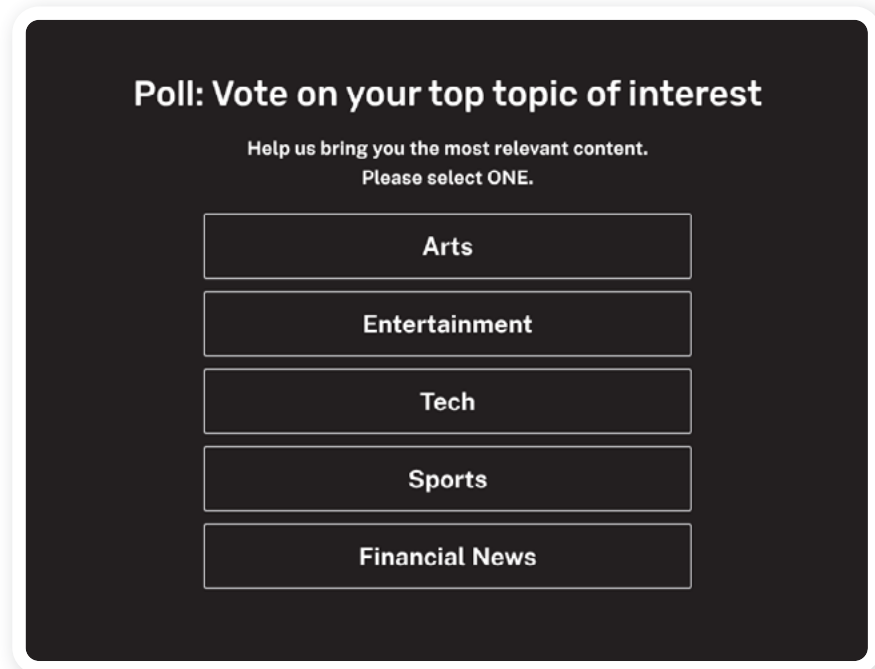 Poll: Vote on your top topic of interest
Help us bring you the most relevant content.
Please select ONE.
Arts
Entertainment
Tech
Sports
Financial News